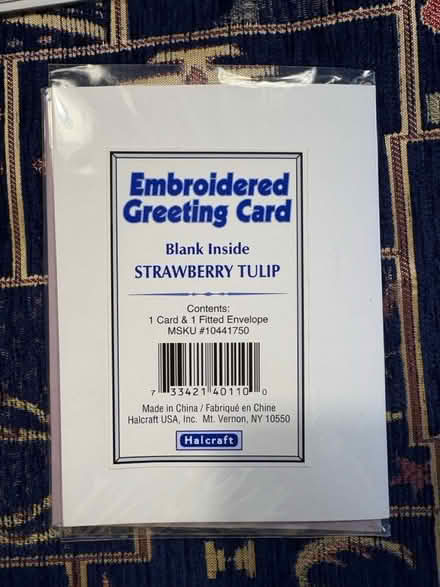 Embroidered
Greeting Card
Blank Inside
STRAWBERRY TULIP
Contents:
1 Card & 1 Fitted Envelope
MSKU #10441750
7 33421 40110 0
Made in China / Fabriqué en Chine
Halcraft USA, Inc. Mt. Vernon, NY 10550
Halcraft